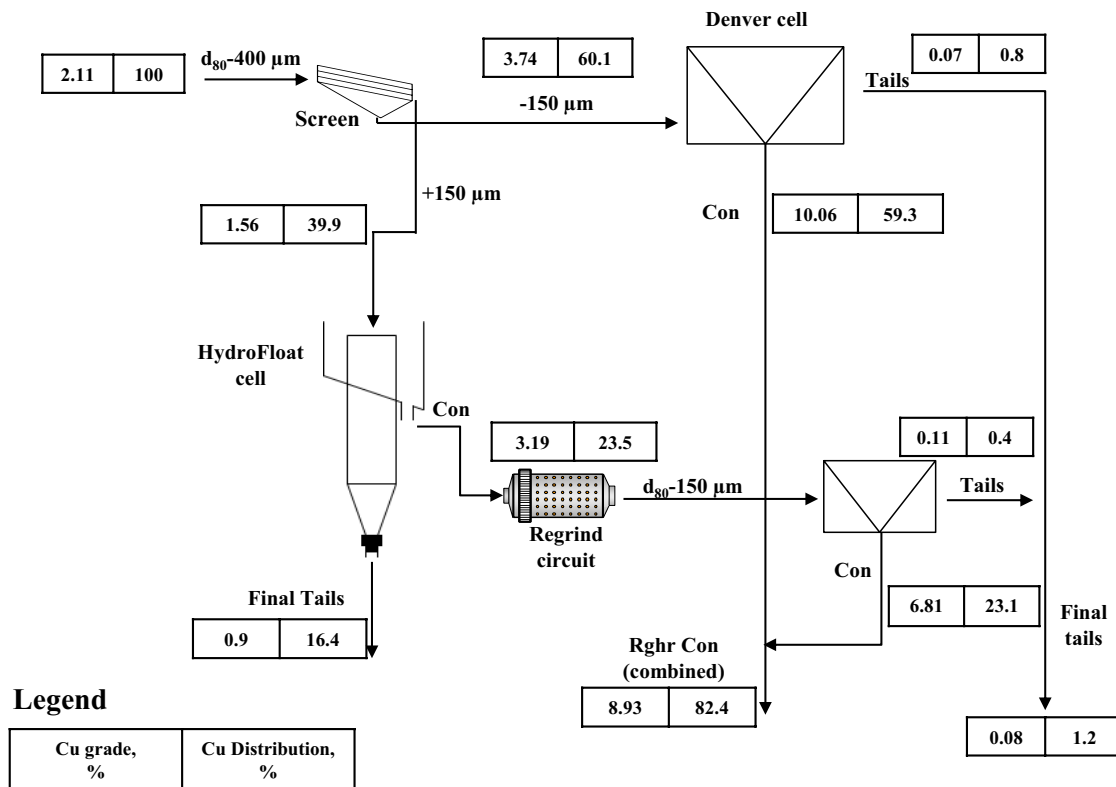 Denver cell
2.11 100
d80-400 µm
3.74 60.1
0.07 0.8
Tails
Screen
-150 µm
+150 µm
1.56 39.9
Con
10.06 59.3
HydroFloat
cell
Con
3.19 23.5
0.11 0.4
d80-150 µm
Tails
Regrind
circuit
Con
Final Tails
0.9 16.4
6.81 23.1
Final
tails
Rghr Con
(combined)
8.93 82.4
0.08 1.2
Legend
Cu grade, %
Cu Distribution, %